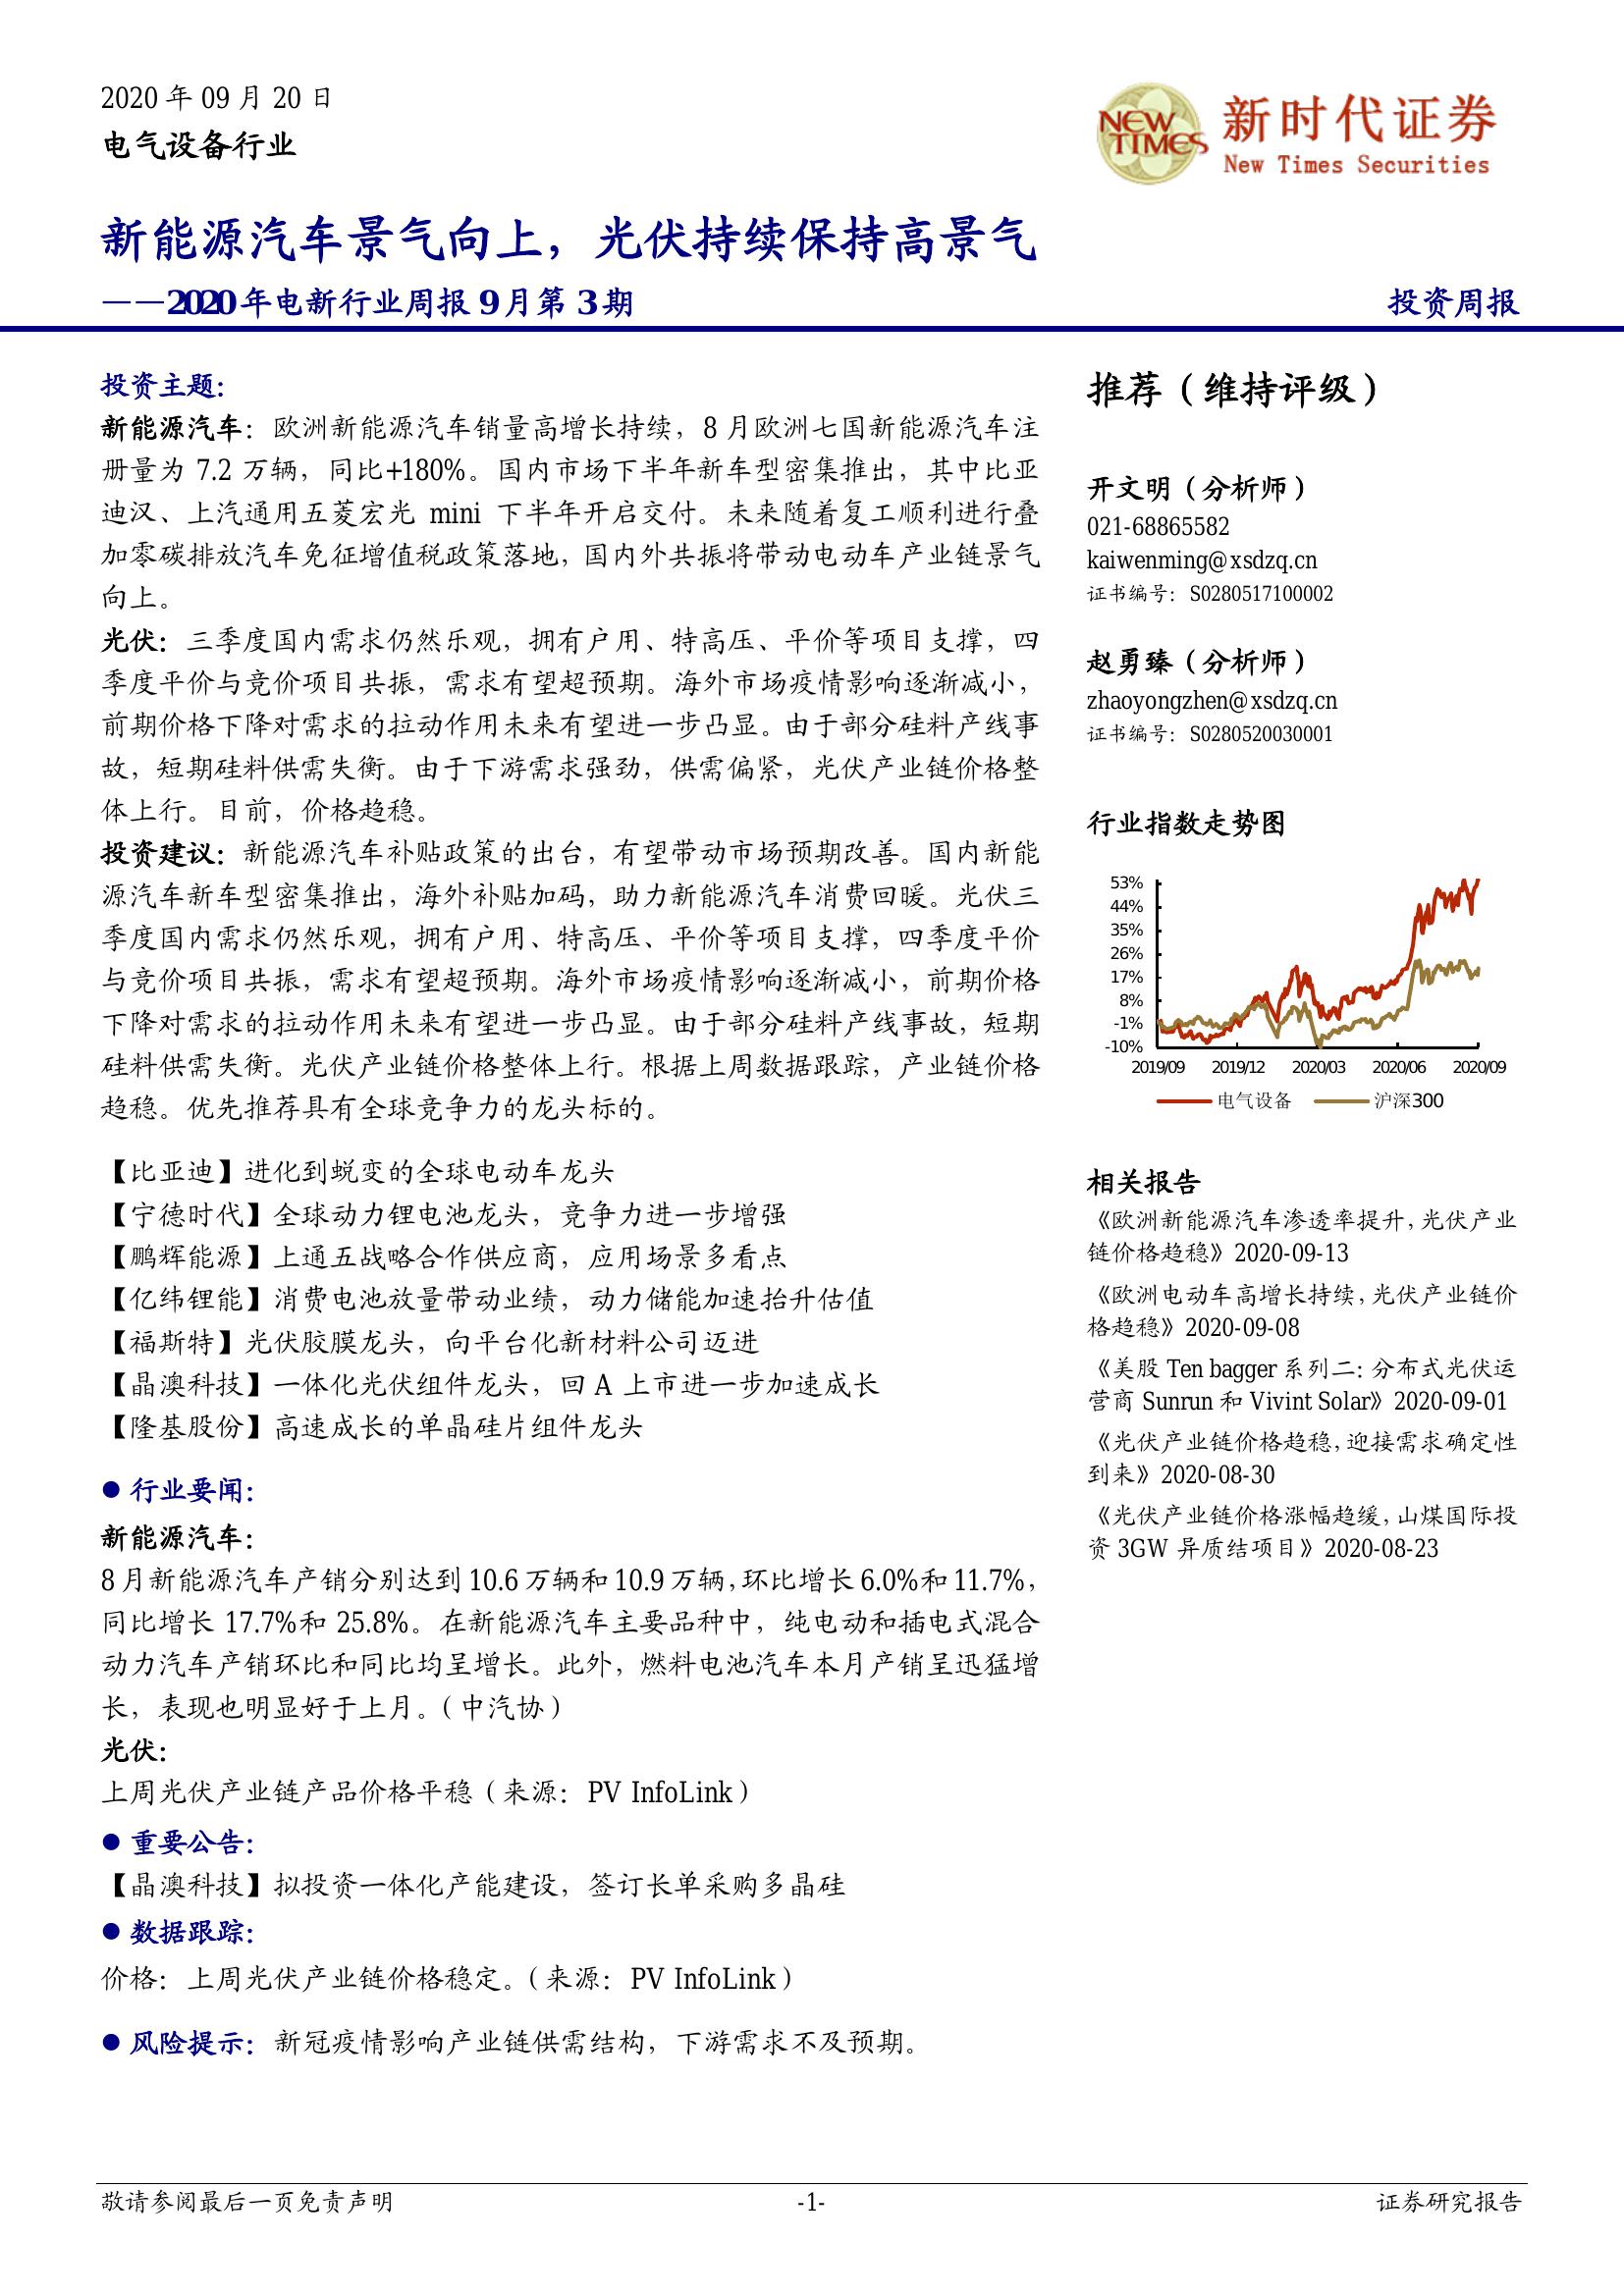 2020 年 09 月 20 日
电气设备行业
NEW TIMES
新时代证券
New Times Securities
新能源汽车景气向上，光伏持续保持高景气
——2020 年电新行业周报 9 月第 3 期
投资周报
投资主题：
新能源汽车：欧洲新能源汽车销量高增长持续，8 月欧洲七国新能源汽车注
册量为 7.2 万辆，同比+180%。国内市场下半年新车型密集推出，其中比亚
迪汉、上汽通用五菱宏光 mini 下半年开启交付。未来随着复工顺利进行叠
加零碳排放汽车免征增值税政策落地，国内外共振将带动电动车产业链景气
向上。
光伏：三季度国内需求仍然乐观，拥有户用、特高压、平价等项目支撑，四
季度平价与竞价项目共振，需求有望超预期。海外市场疫情影响逐渐减小，
前期价格下降对需求的拉动作用未来有望进一步凸显。由于部分硅料产线事
故，短期硅料供需失衡。由于下游需求强劲，供需偏紧，光伏产业链价格整
体上行。目前，价格趋稳。
投资建议：新能源汽车补贴政策的出台，有望带动市场预期改善。国内新能
源汽车新车型密集推出，海外补贴加码，助力新能源汽车消费回暖。光伏三
季度国内需求仍然乐观，拥有户用、特高压、平价等项目支撑，四季度平价
与竞价项目共振，需求有望超预期。海外市场疫情影响逐渐减小，前期价格
下降对需求的拉动作用未来有望进一步凸显。由于部分硅料产线事故，短期
硅料供需失衡。光伏产业链价格整体上行。根据上周数据跟踪，产业链价格
趋稳。优先推荐具有全球竞争力的龙头标的。
【比亚迪】进化到蜕变的全球电动车龙头
【宁德时代】全球动力锂电池龙头，竞争力进一步增强
【鹏辉能源】上通五战略合作供应商，应用场景多看点
【亿纬锂能】消费电池放量带动业绩，动力储能加速抬升估值
【福斯特】光伏胶膜龙头，向平台化新材料公司迈进
【晶澳科技】一体化光伏组件龙头，回 A 上市进一步加速成长
【隆基股份】高速成长的单晶硅片组件龙头
● 行业要闻：
新能源汽车：
8 月新能源汽车产销分别达到 10.6 万辆和 10.9 万辆，环比增长 6.0%和 11.7%，
同比增长 17.7%和 25.8%。在新能源汽车主要品种中，纯电动和插电式混合
动力汽车产销环比和同比均呈增长。此外，燃料电池汽车本月产销呈迅猛增
长，表现也明显好于上月。（中汽协）
光伏：
上周光伏产业链产品价格平稳（来源：PV InfoLink）
● 重要公告：
【晶澳科技】拟投资一体化产能建设，签订长单采购多晶硅
● 数据跟踪：
价格：上周光伏产业链价格稳定。（来源：PV InfoLink）
● 风险提示：新冠疫情影响产业链供需结构，下游需求不及预期。
推荐（维持评级）
开文明（分析师）
021-68865582
kaiwenming@xsdzq.cn
证书编号：S0280517100002
赵勇臻（分析师）
zhaoyongzhen@xsdzq.cn
证书编号：S0280520030001
行业指数走势图
53%
44%
35%
26%
17%
8%
-1%
-10%
2019/09 2019/12 2020/03 2020/06 2020/09
电气设备 沪深300
相关报告
《欧洲新能源汽车渗透率提升，光伏产业
链价格趋稳》2020-09-13
《欧洲电动车高增长持续，光伏产业链价
格趋稳》2020-09-08
《美股 Ten bagger 系列二：分布式光伏运
营商 Sunrun 和 Vivint Solar》2020-09-01
《光伏产业链价格趋稳，迎接需求确定性
到来》2020-08-30
《光伏产业链价格涨幅趋缓，山煤国际投
资 3GW 异质结项目》2020-08-23
敬请参阅最后一页免责声明
-1-
证券研究报告